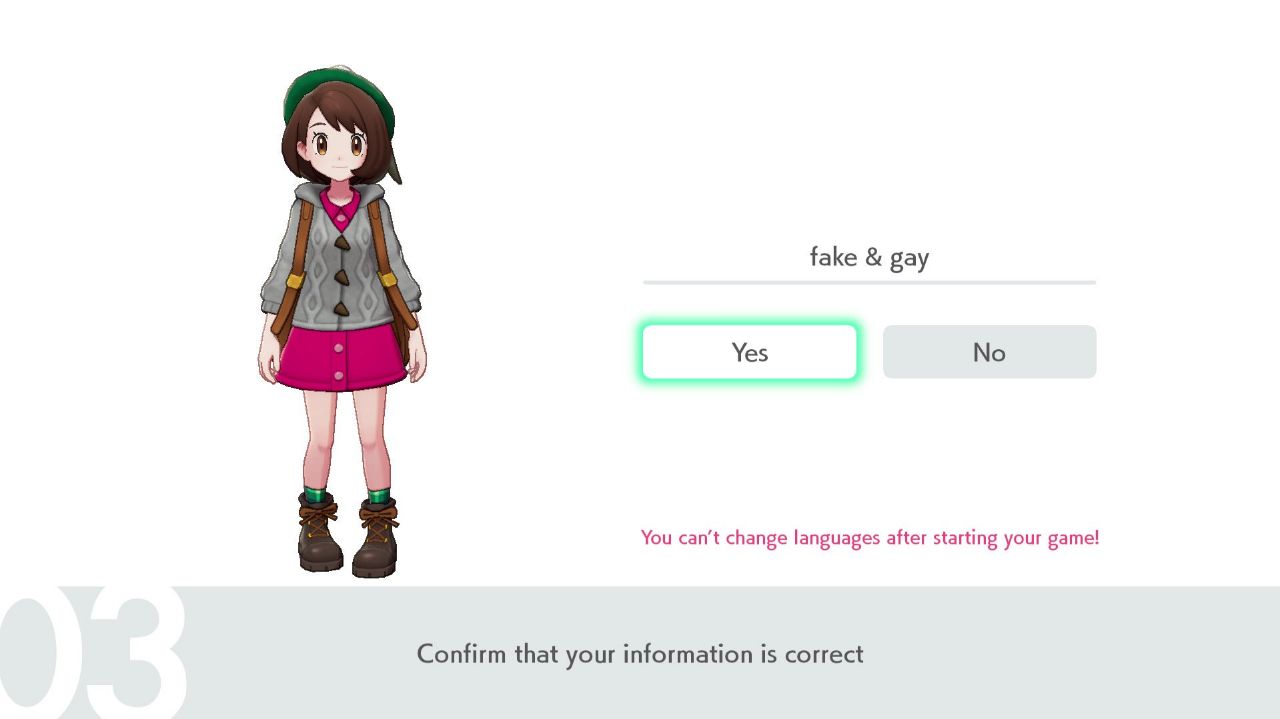 fake & gay
Yes
No
You can't change languages after starting your game!
03
Confirm that your information is correct